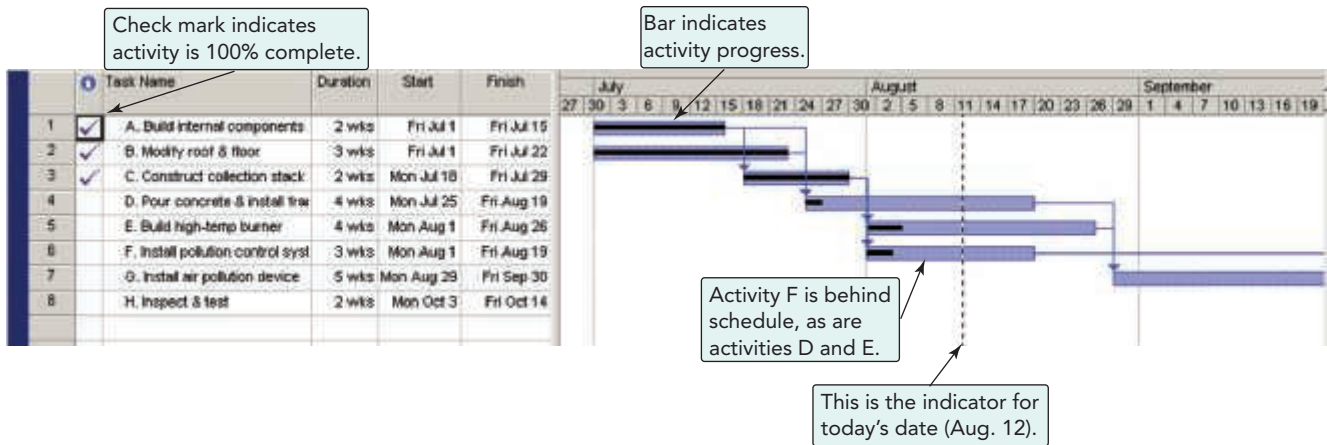 Check mark indicates
activity is 100% complete.
Bar indicates
activity progress.
Task Name Duration Start Finish
July August September
27 30 3 6 9 12 15 18 21 24 27 30 2 5 8 11 14 17 20 23 26 29 1 4 7 10 13 16 19
1 A. Build internal components 2 wks Fri Jul 1 Fri Jul 15
2 B. Modify roof & floor 3 wks Fri Jul 1 Fri Jul 22
3 C. Construct collection stack 2 wks Mon Jul 18 Fri Jul 29
4 D. Pour concrete & install 4 wks Mon Jul 25 Fri Aug 19
5 E. Build high-temp burner 4 wks Mon Aug 1 Fri Aug 26
6 F. Install pollution control syst 3 wks Mon Aug 1 Fri Aug 19
7 G. Install air pollution device 5 wks Mon Aug 29 Fri Sep 30
8 H. Inspect & test 2 wks Mon Oct 3 Fri Oct 14
Activity F is behind
schedule, as are
activities D and E.
This is the indicator for
today's date (Aug. 12).